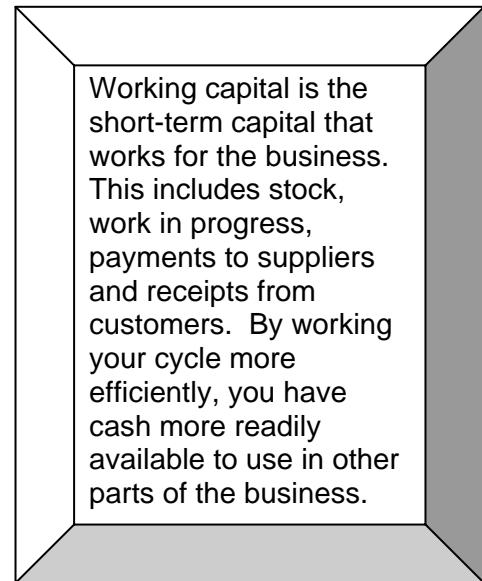 Working capital is the
short-term capital that
works for the business.
This includes stock,
work in progress,
payments to suppliers
and receipts from
customers.  By working
your cycle more
efficiently, you have
cash more readily
available to use in other
parts of the business.